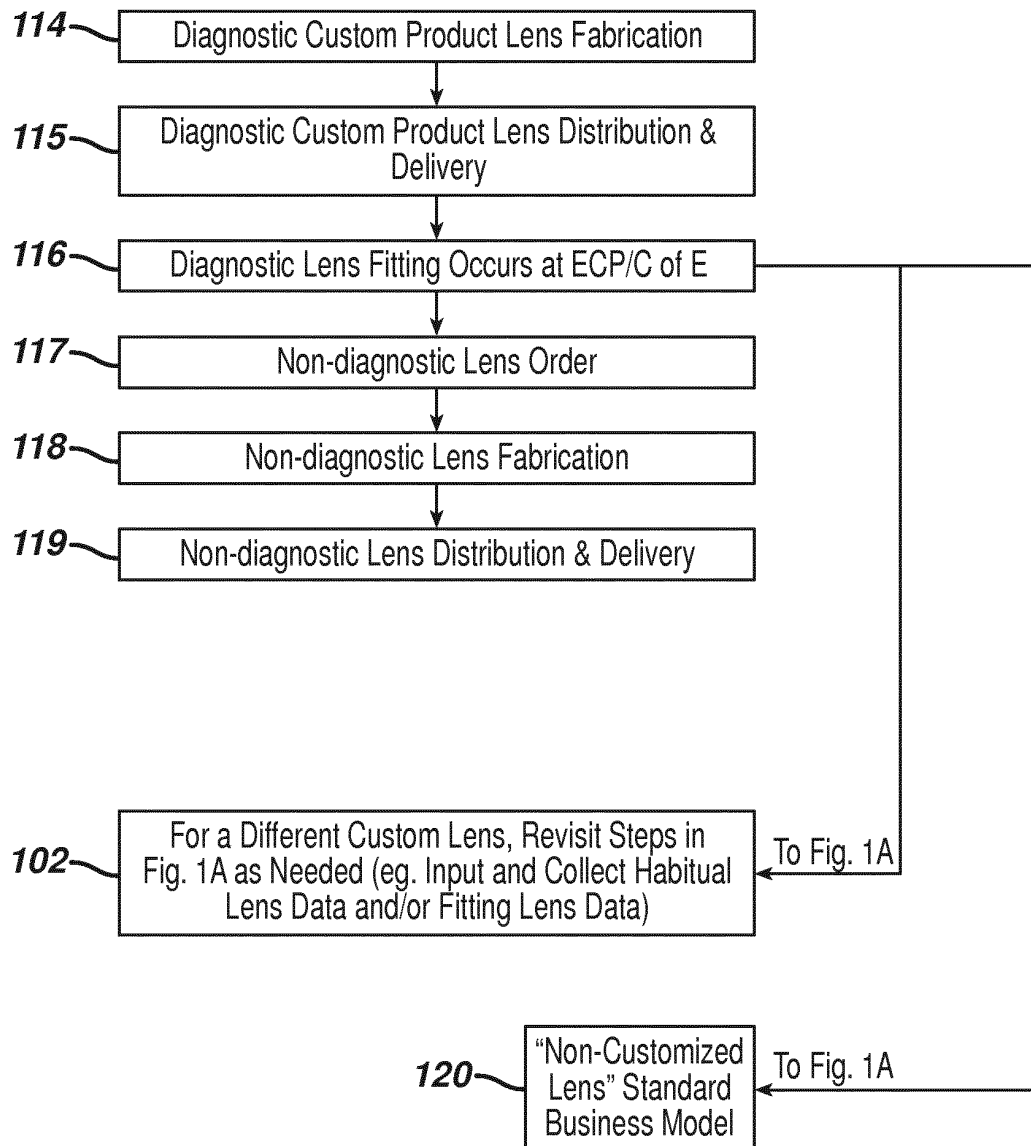 114
Diagnostic Custom Product Lens Fabrication
115
Diagnostic Custom Product Lens Distribution &
Delivery
116
Diagnostic Lens Fitting Occurs at ECP/C of E
117
Non-diagnostic Lens Order
118
Non-diagnostic Lens Fabrication
119
Non-diagnostic Lens Distribution & Delivery
102
For a Different Custom Lens, Revisit Steps in
Fig. 1A as Needed (eg. Input and Collect Habitual
Lens Data and/or Fitting Lens Data)
To Fig. 1A
120
“Non-Customized
Lens” Standard
Business Model
To Fig. 1A